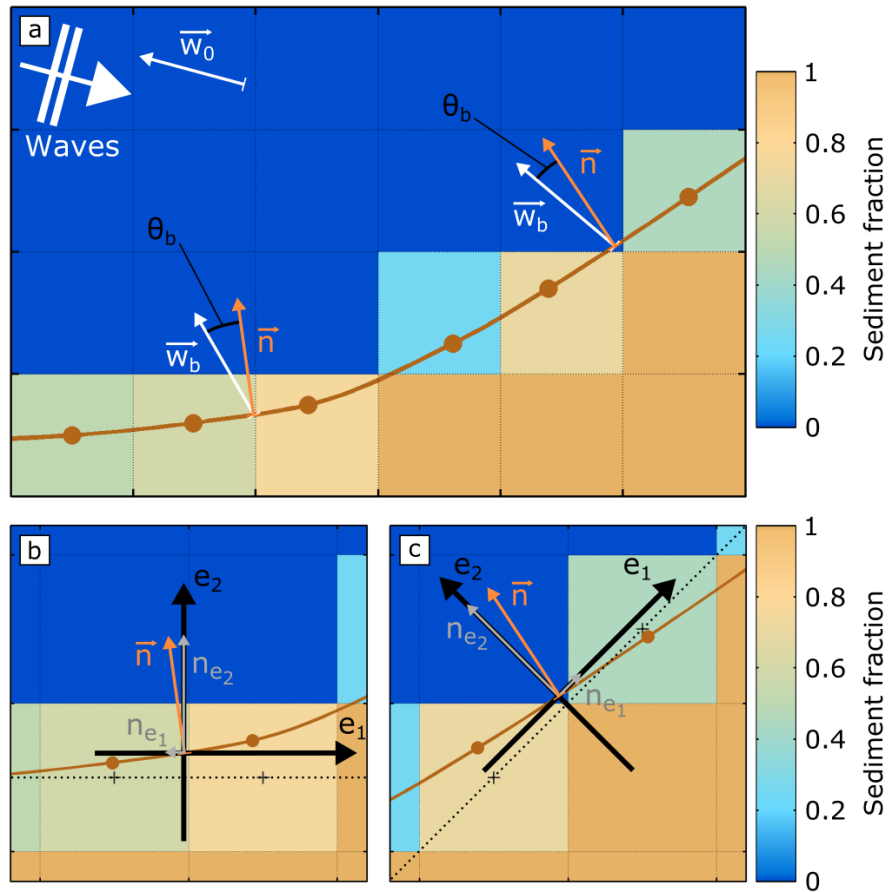 a
w₀
Waves
θb
n
wb
θb
n
wb
1
0.8
0.6
0.4
0.2
0
Sediment fraction
b
e₂
n
nₑ₂
nₑ₁
e₁
c
e₂
n
e₁
nₑ₂
nₑ₁
1
0.8
0.6
0.4
0.2
0
Sediment fraction